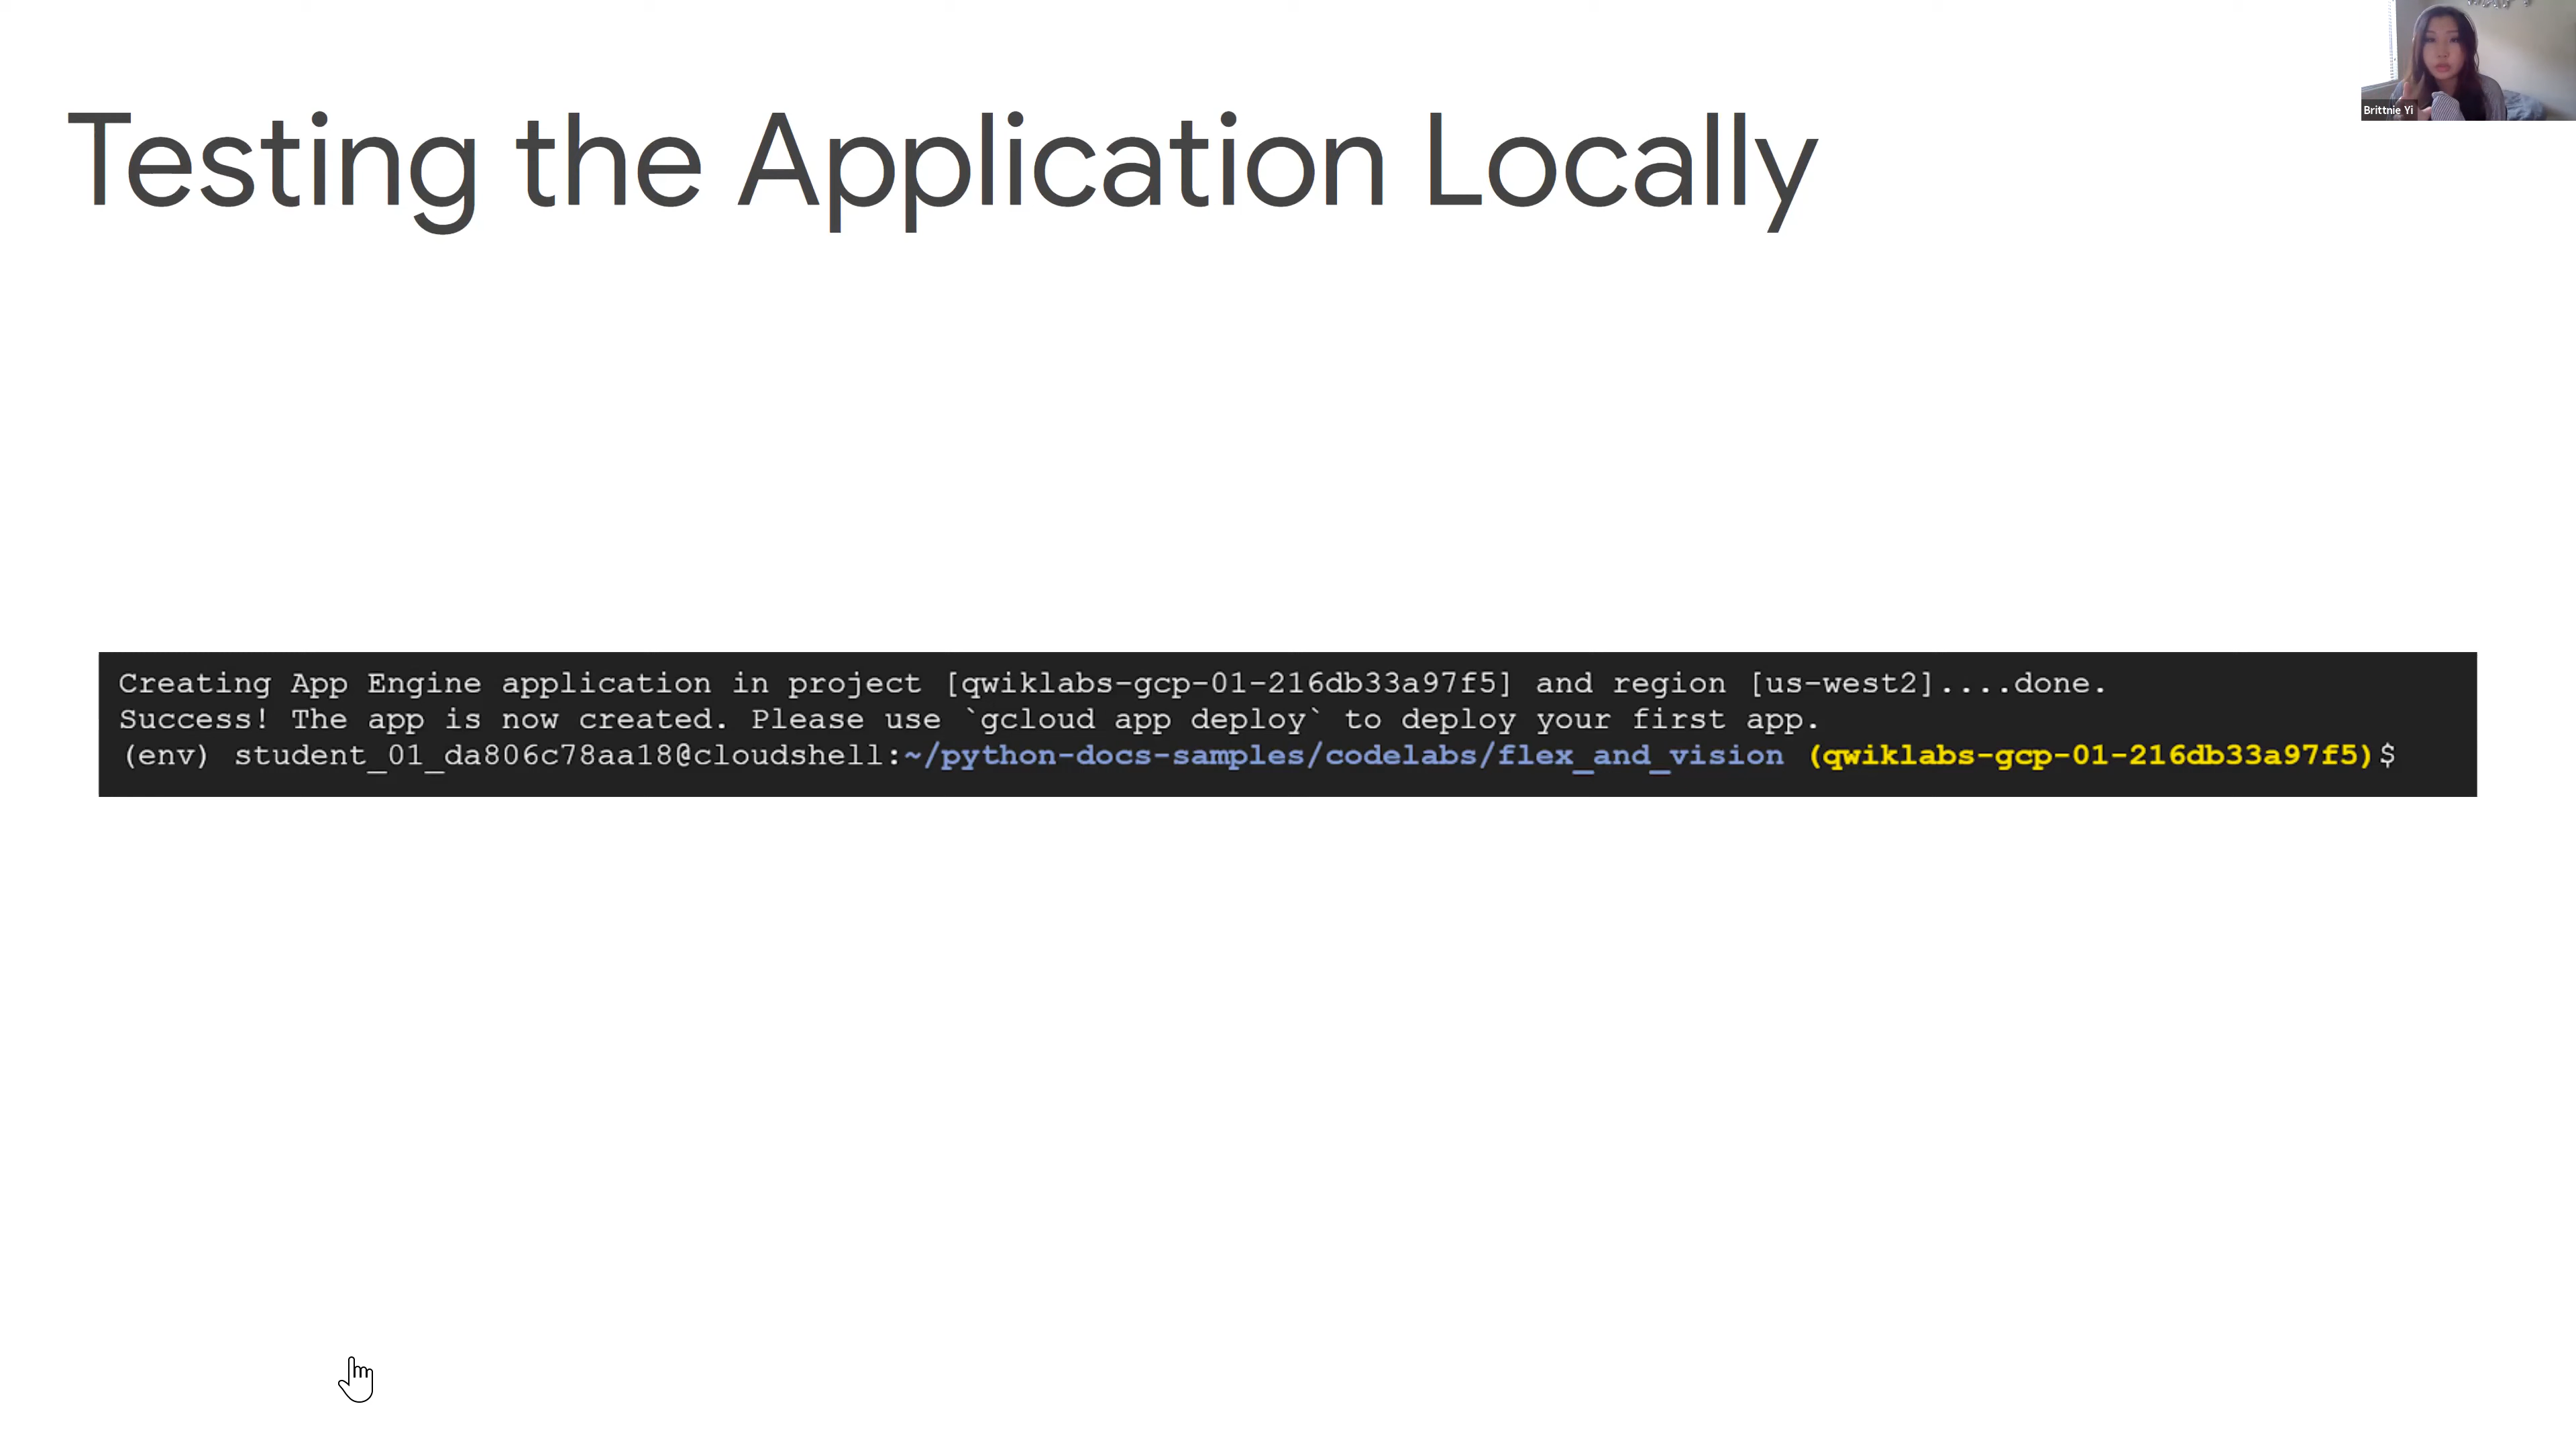 Brittnie Yi
Testing the Application Locally
Creating App Engine application in project [qwiklabs-gcp-01-216db33a97f5] and region [us-west2]....done.
Success! The app is now created. Please use `gcloud app deploy` to deploy your first app.
(env) student_01_da806c78aa18@cloudshell:~/python-docs-samples/codelabs/flex_and_vision (qwiklabs-gcp-01-216db33a97f5)$